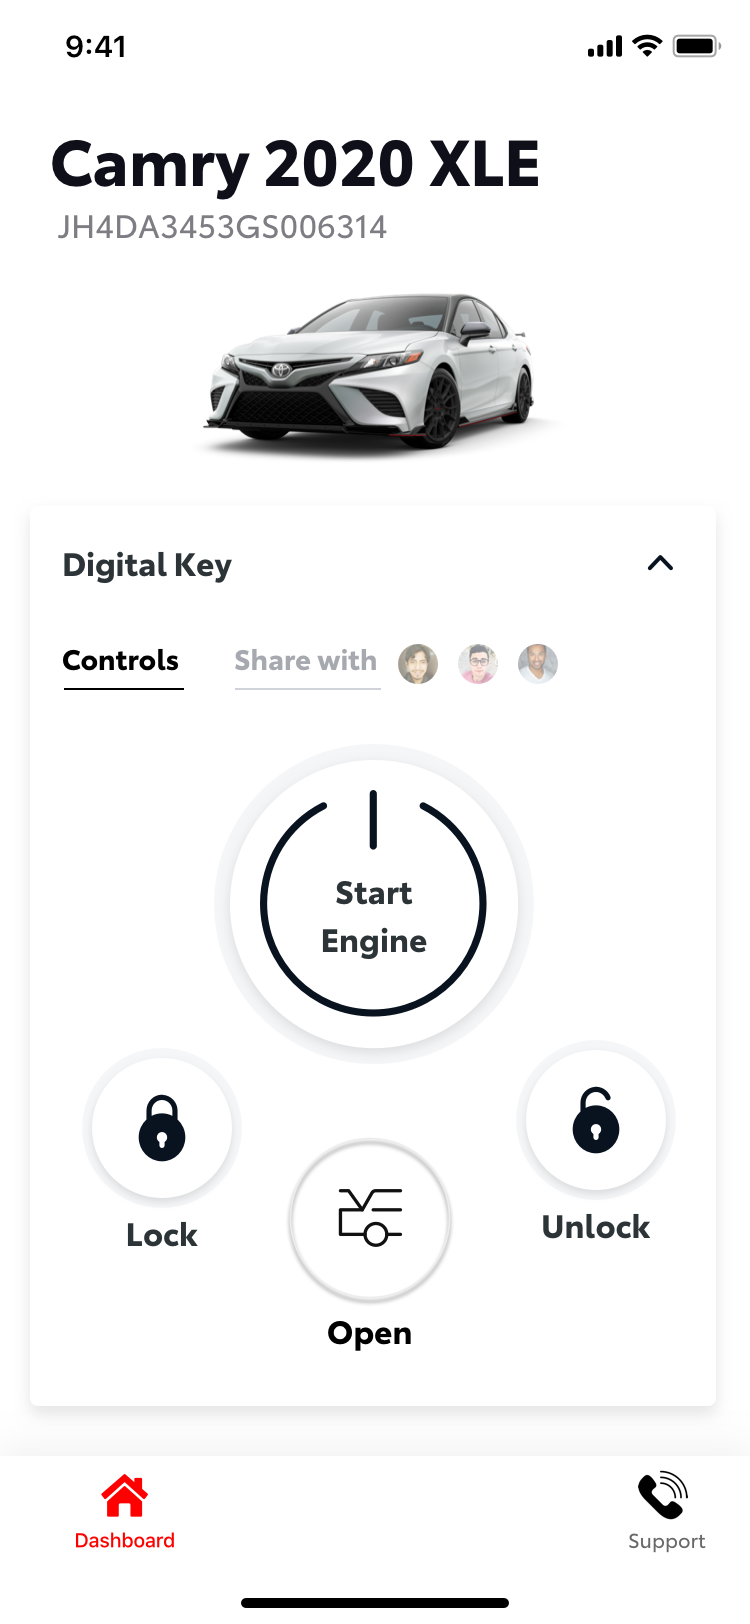 9:41
Camry 2020 XLE
JH4DA3453GS006314
Digital Key
Controls
Share with
Start
Engine
Lock
Unlock
Open
Dashboard
Support